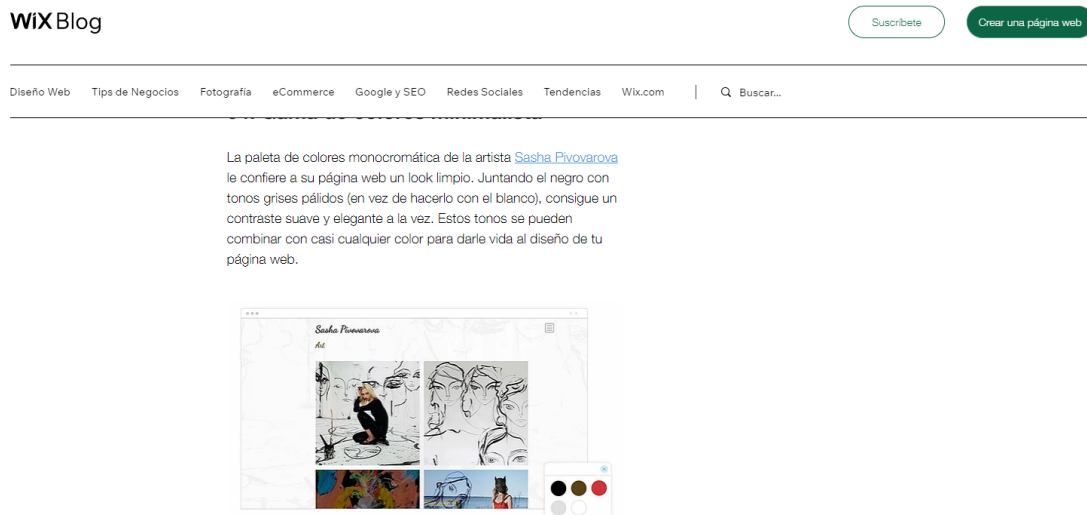 WiX Blog
Suscríbete
Crear una página web
Diseño Web Tips de Negocios Fotografía eCommerce Google y SEO Redes Sociales Tendencias Wix.com | Buscar...
La paleta de colores monocromática de la artista Sasha Pivovarova
le confiere a su página web un look limpio. Juntando el negro con
tonos grises pálidos (en vez de hacerlo con el blanco), consigue un
contraste suave y elegante a la vez. Estos tonos se pueden
combinar con casi cualquier color para darle vida al diseño de tu
página web.
Sasha Pivovarova
Art